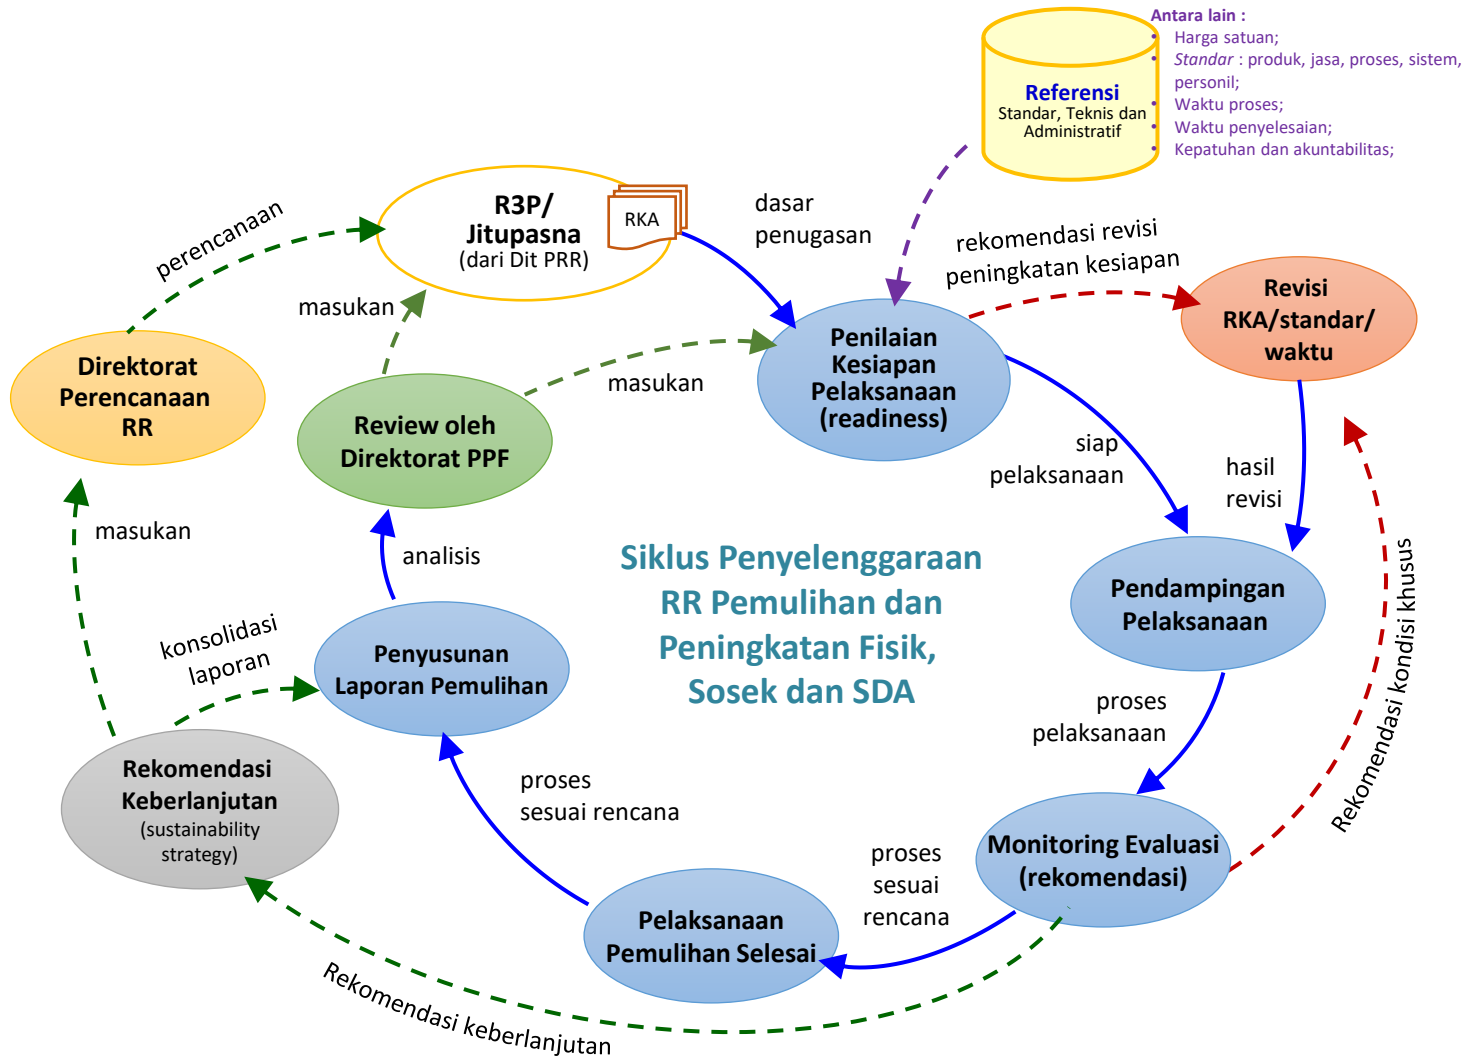 Antara lain :
• Harga satuan;
• Standar : produk, jasa, proses, sistem,
personil;
• Waktu proses;
• Waktu penyelesaian;
• Kepatuhan dan akuntabilitas;
Referensi
Standar, Teknis dan
Administratif
R3P/
Jitupasna
(dari Dit PRR)
RKA
dasar
penugasan
perencanaan
rekomendasi revisi
peningkatan kesiapan
masukan
Revisi
RKA/standar/
waktu
Direktorat
Perencanaan
RR
Penilaian
Kesiapan
Pelaksanaan
(readiness)
masukan
Review oleh
Direktorat PPF
siap
pelaksanaan
hasil
revisi
masukan
analisis
Siklus Penyelenggaraan
RR Pemulihan dan
Peningkatan Fisik,
Sosek dan SDA
Pendampingan
Pelaksanaan
Rekomendasi kondisi khusus
konsolidasi
laporan
Penyusunan
Laporan Pemulihan
proses
pelaksanaan
Rekomendasi
Keberlanjutan
(sustainability
strategy)
proses
sesuai rencana
Monitoring Evaluasi
(rekomendasi)
proses
sesuai
rencana
Pelaksanaan
Pemulihan Selesai
Rekomendasi keberlanjutan